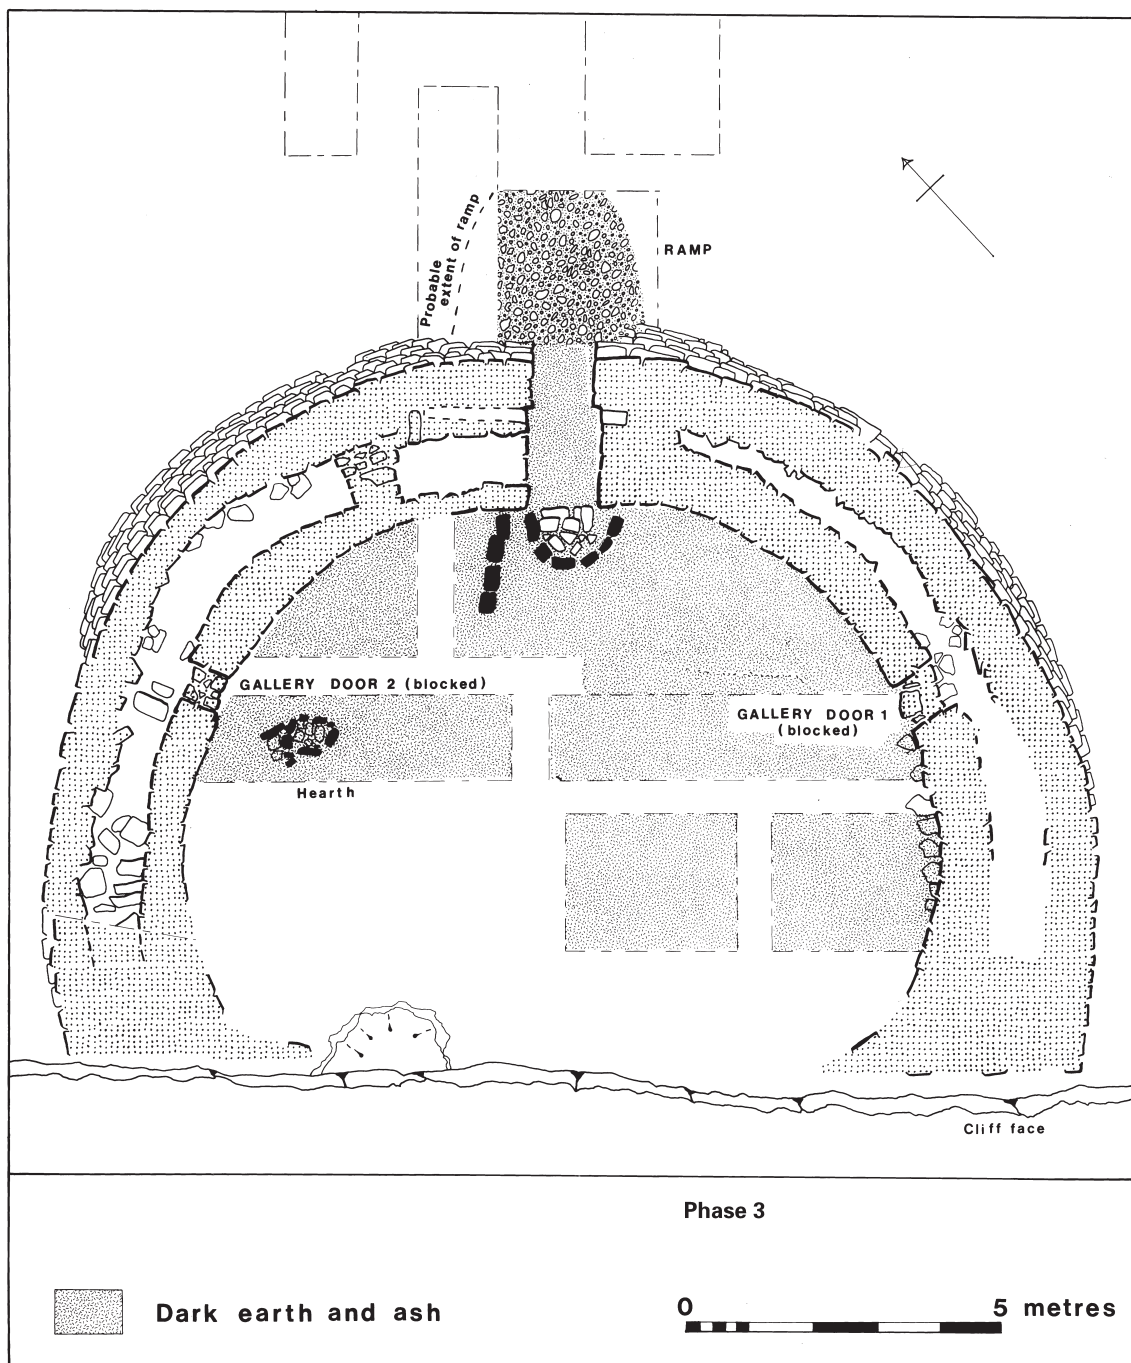 Probable
extent of ramp
RAMP
GALLERY DOOR 2 (blocked)
GALLERY DOOR 1
(blocked)
Hearth
Cliff face
Phase 3
Dark earth and ash
0 5 metres